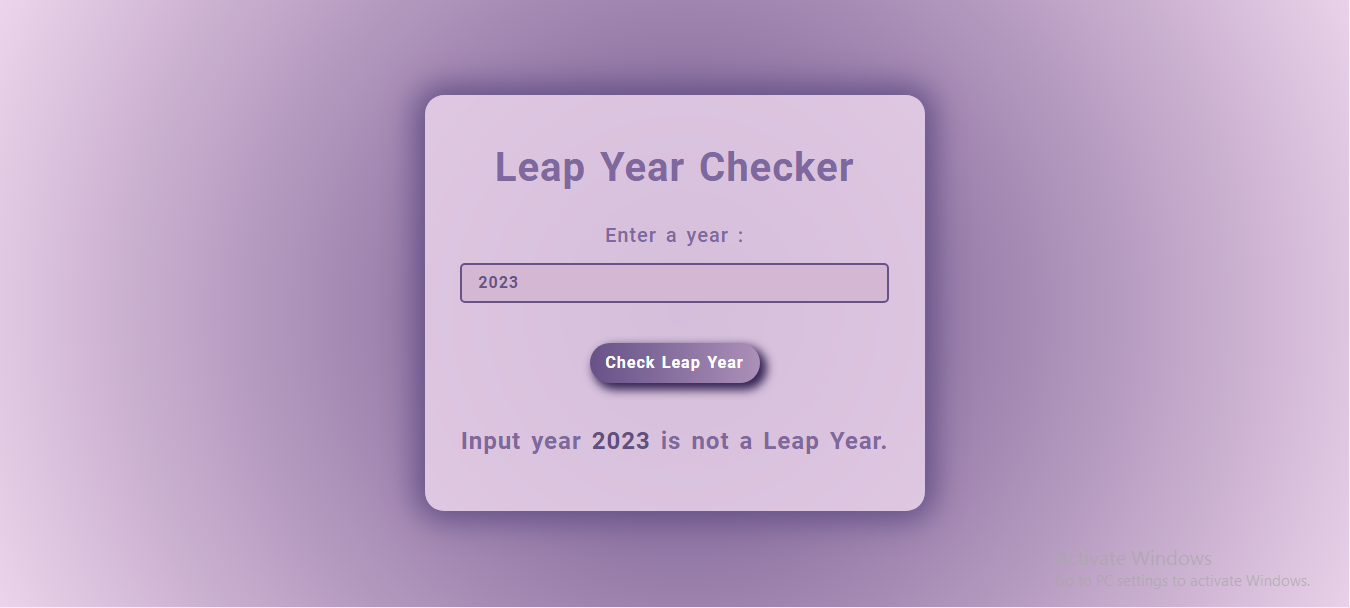 Leap Year Checker
Enter a year :
2023
Check Leap Year
Input year 2023 is not a Leap Year.
Activate Windows
Go to PC settings to activate Windows.